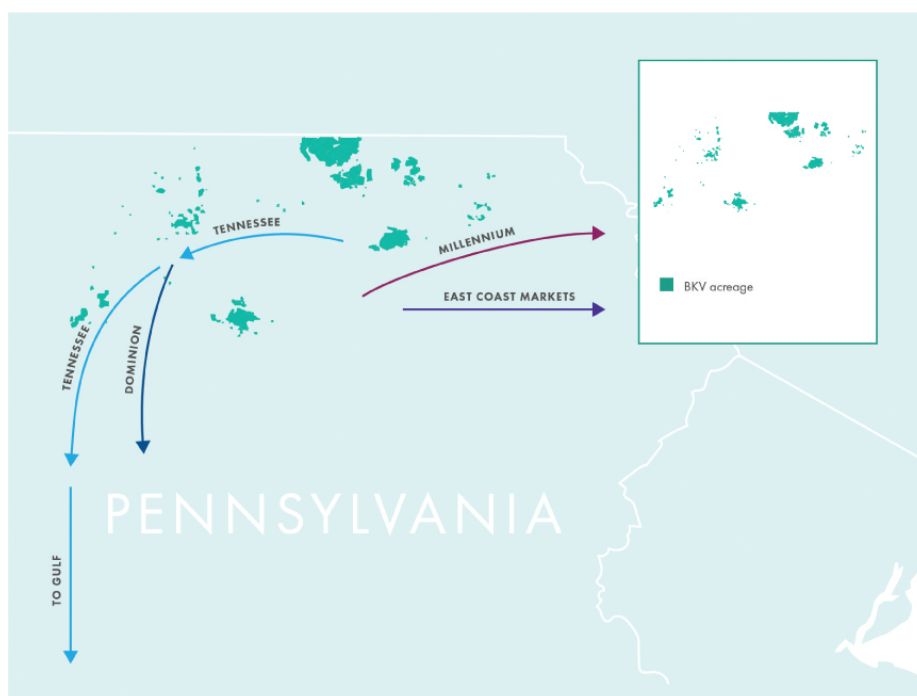 TENNESSEE
MILLENNIUM
EAST COAST MARKETS
BKV acreage
TENNESSEE
DOMINION
PENNSYLVANIA
TO GULF